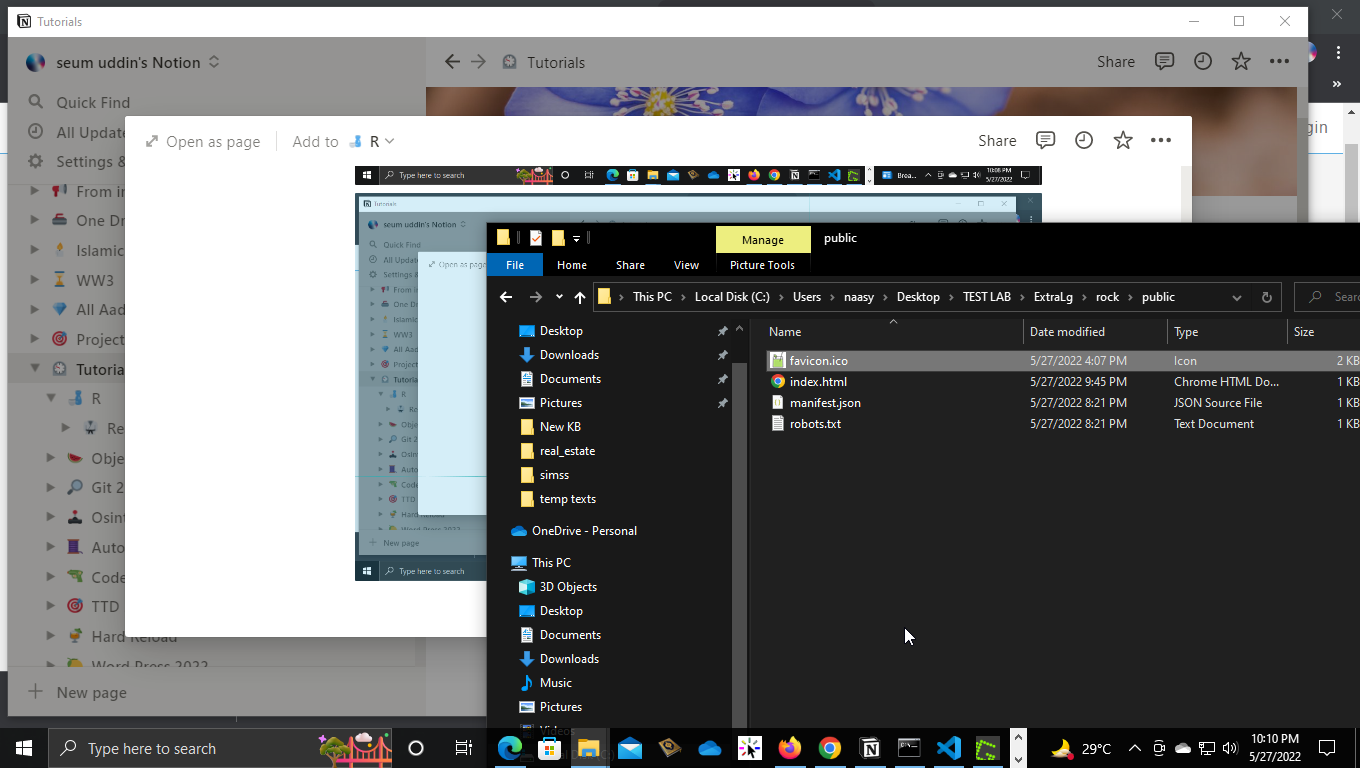 Tutorials
seum uddin's Notion
Tutorials
Share
Quick Find
All Update
Settings &
From in
One Dr
Islamic
WW3
All Aad
Project
Tutoria
R
Re
Obje
Git 2
Osin
Auto
Code
TTD
Hard Reload
Word Press 2022
New page
gin
Open as page
Add to
R
Share
Type here to search
Brea...
10:08 PM
5/27/2022
Tutorials
seum uddin's Notion
Quick Find
All Update
Settings &
From in
One Dr
Islamic
WW3
All Aad
Project
Tutoria
R
Re
Obje
Git 2
Osin
Auto
Code
TTD
Hard Reload
Word Press 2022
New page
Open as page
Type here to search
Manage
public
File
Home
Share
View
Picture Tools
This PC
Local Disk (C:)
Users
naasy
Desktop
TEST LAB
ExtraLg
rock
public
Sear
Desktop
Downloads
Documents
Pictures
New KB
real_estate
simss
temp texts
OneDrive - Personal
This PC
3D Objects
Desktop
Documents
Downloads
Music
Pictures
Videos
Name Date modified Type Size
favicon.ico 5/27/2022 4:07 PM Icon 2 KB
index.html 5/27/2022 9:45 PM Chrome HTML Do... 1 KB
manifest.json 5/27/2022 8:21 PM JSON Source File 1 KB
robots.txt 5/27/2022 8:21 PM Text Document 1 KB
Type here to search
29°C
10:10 PM
5/27/2022